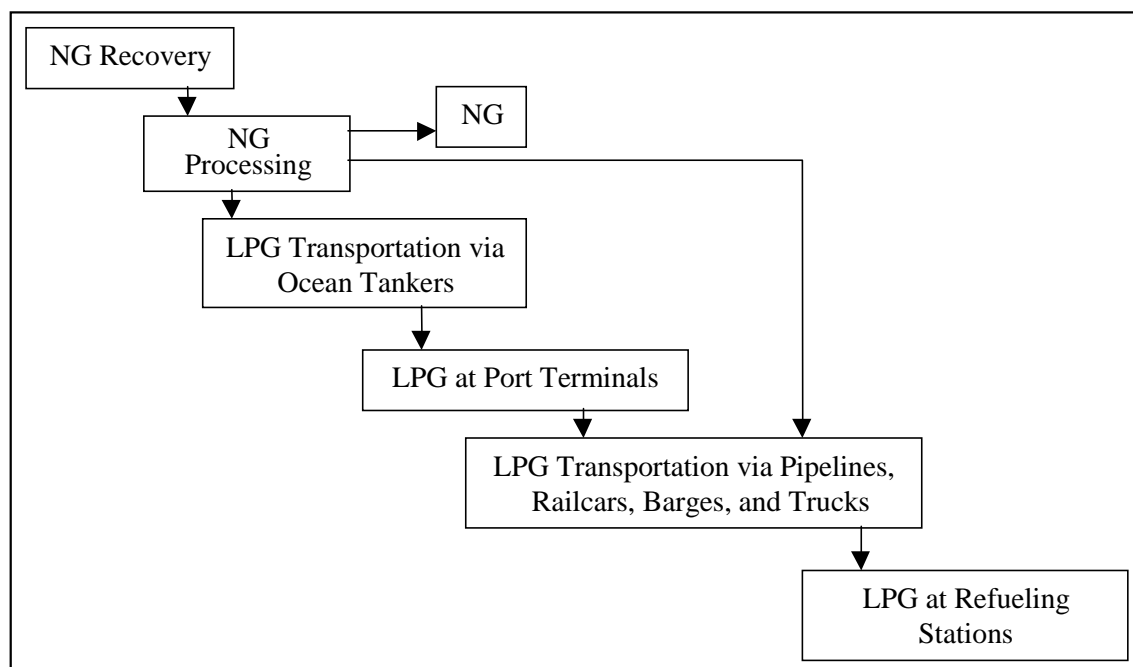 NG Recovery
NG
NG
Processing
LPG Transportation via
Ocean Tankers
LPG at Port Terminals
LPG Transportation via Pipelines,
Railcars, Barges, and Trucks
LPG at Refueling
Stations